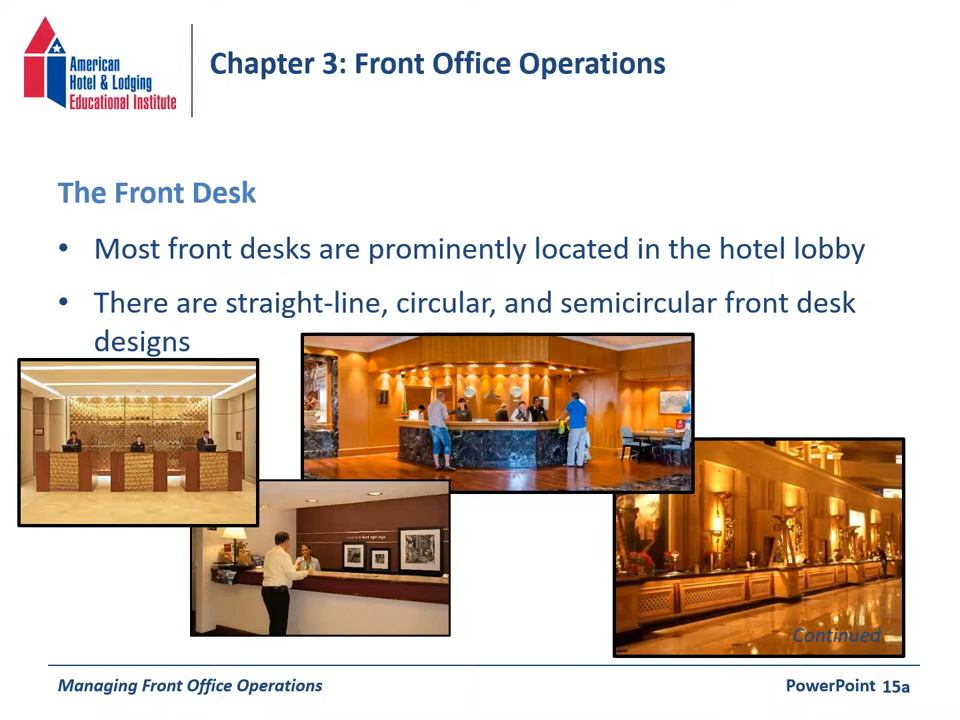 American
Hotel & Lodging
Educational Institute
Chapter 3: Front Office Operations
The Front Desk
• Most front desks are prominently located in the hotel lobby
• There are straight-line, circular, and semicircular front desk
designs
Continued
Managing Front Office Operations
PowerPoint 15a